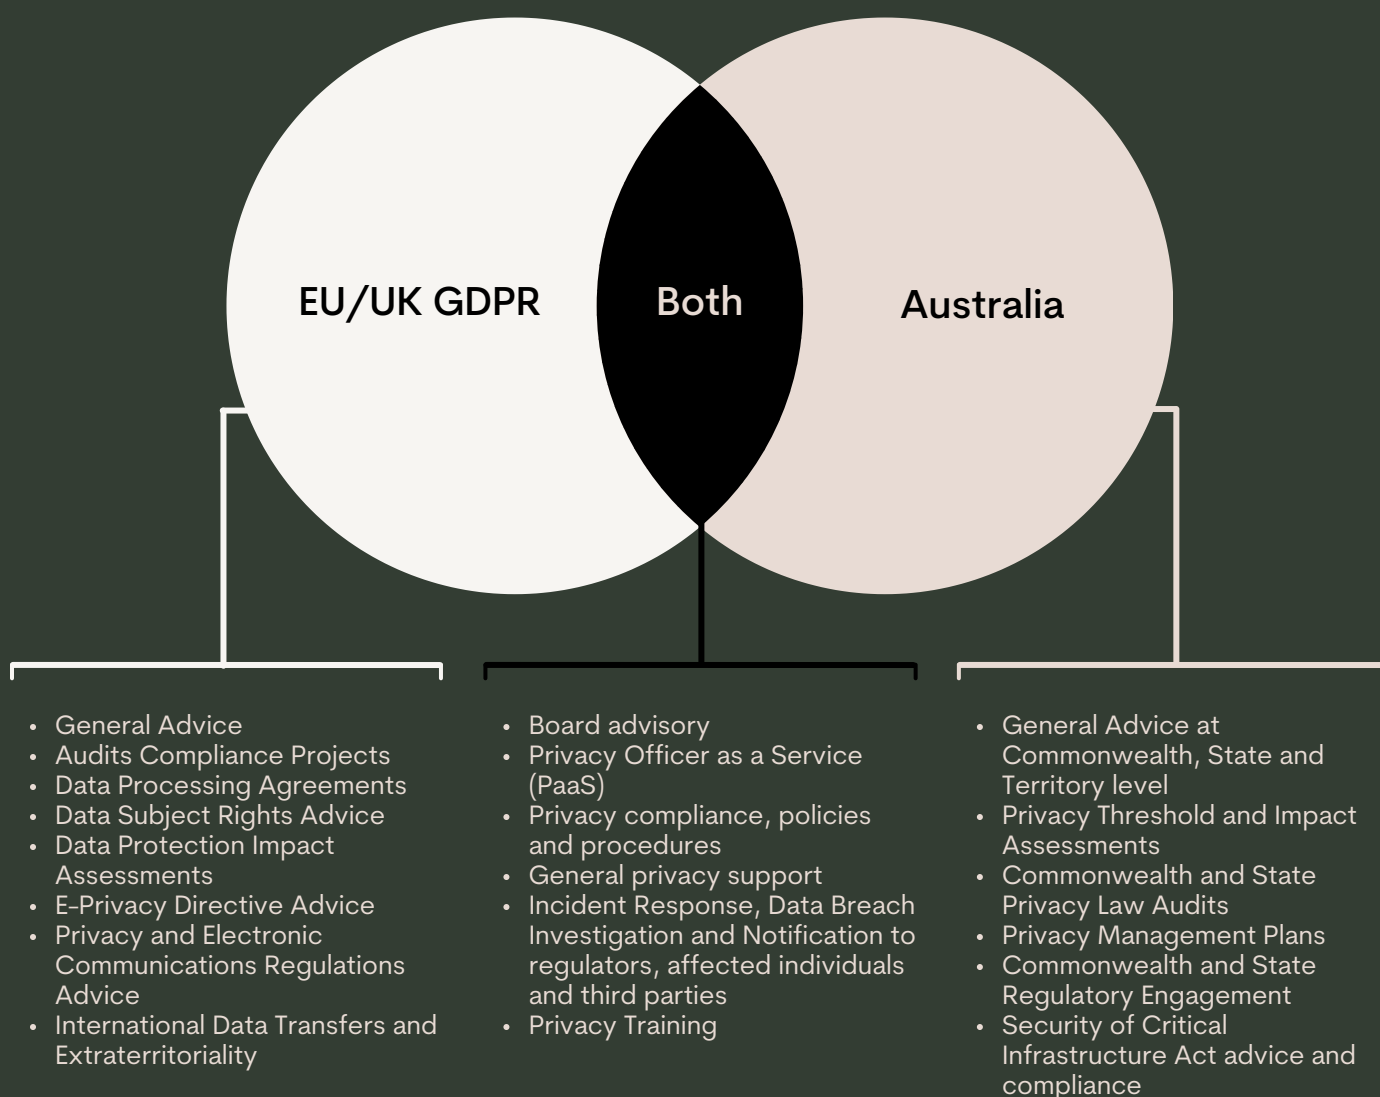 EU/UK GDPR
Both
Australia
• General Advice
• Audits Compliance Projects
• Data Processing Agreements
• Data Subject Rights Advice
• Data Protection Impact
Assessments
• E-Privacy Directive Advice
• Privacy and Electronic
Communications Regulations
Advice
• International Data Transfers and
Extraterritoriality
• Board advisory
• Privacy Officer as a Service
(PaaS)
• Privacy compliance, policies
and procedures
• General privacy support
• Incident Response, Data Breach
Investigation and Notification to
regulators, affected individuals
and third parties
• Privacy Training
• General Advice at
Commonwealth, State and
Territory level
• Privacy Threshold and Impact
Assessments
• Commonwealth and State
Privacy Law Audits
• Privacy Management Plans
• Commonwealth and State
Regulatory Engagement
• Security of Critical
Infrastructure Act advice and
compliance